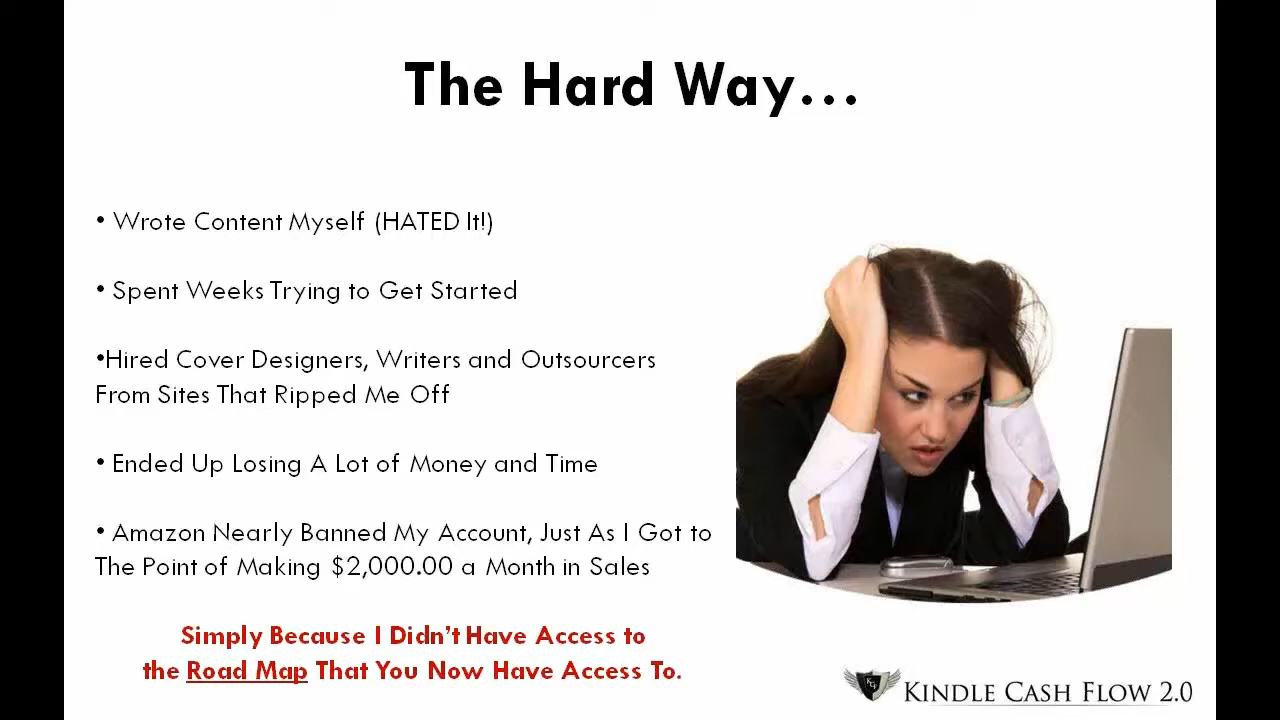 The Hard Way...
• Wrote Content Myself (HATED It!)
• Spent Weeks Trying to Get Started
•Hired Cover Designers, Writers and Outsourcers
From Sites That Ripped Me Off
• Ended Up Losing A Lot of Money and Time
• Amazon Nearly Banned My Account, Just As I Got to
The Point of Making $2,000.00 a Month in Sales
Simply Because I Didn't Have Access to
the Road Map That You Now Have Access To.
KINDLE CASH FLOW 2.0